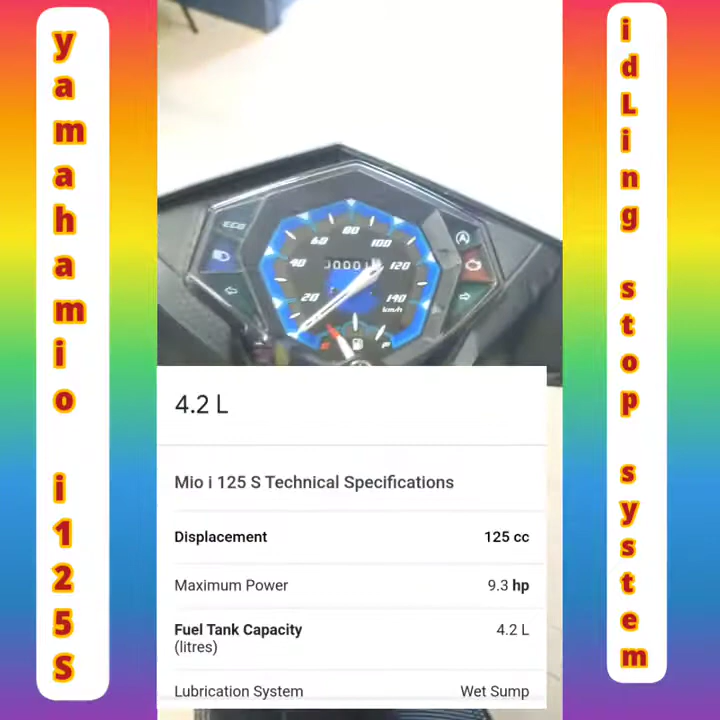 yamahamio i125S
ECO
20
40
60
80
100
120
140
km/h
A
E
F
4.2 L
Mio i 125 S Technical Specifications
Displacement 125 cc
Maximum Power 9.3 hp
Fuel Tank Capacity 4.2 L
(litres)
Lubrication System Wet Sump
idLing stop system